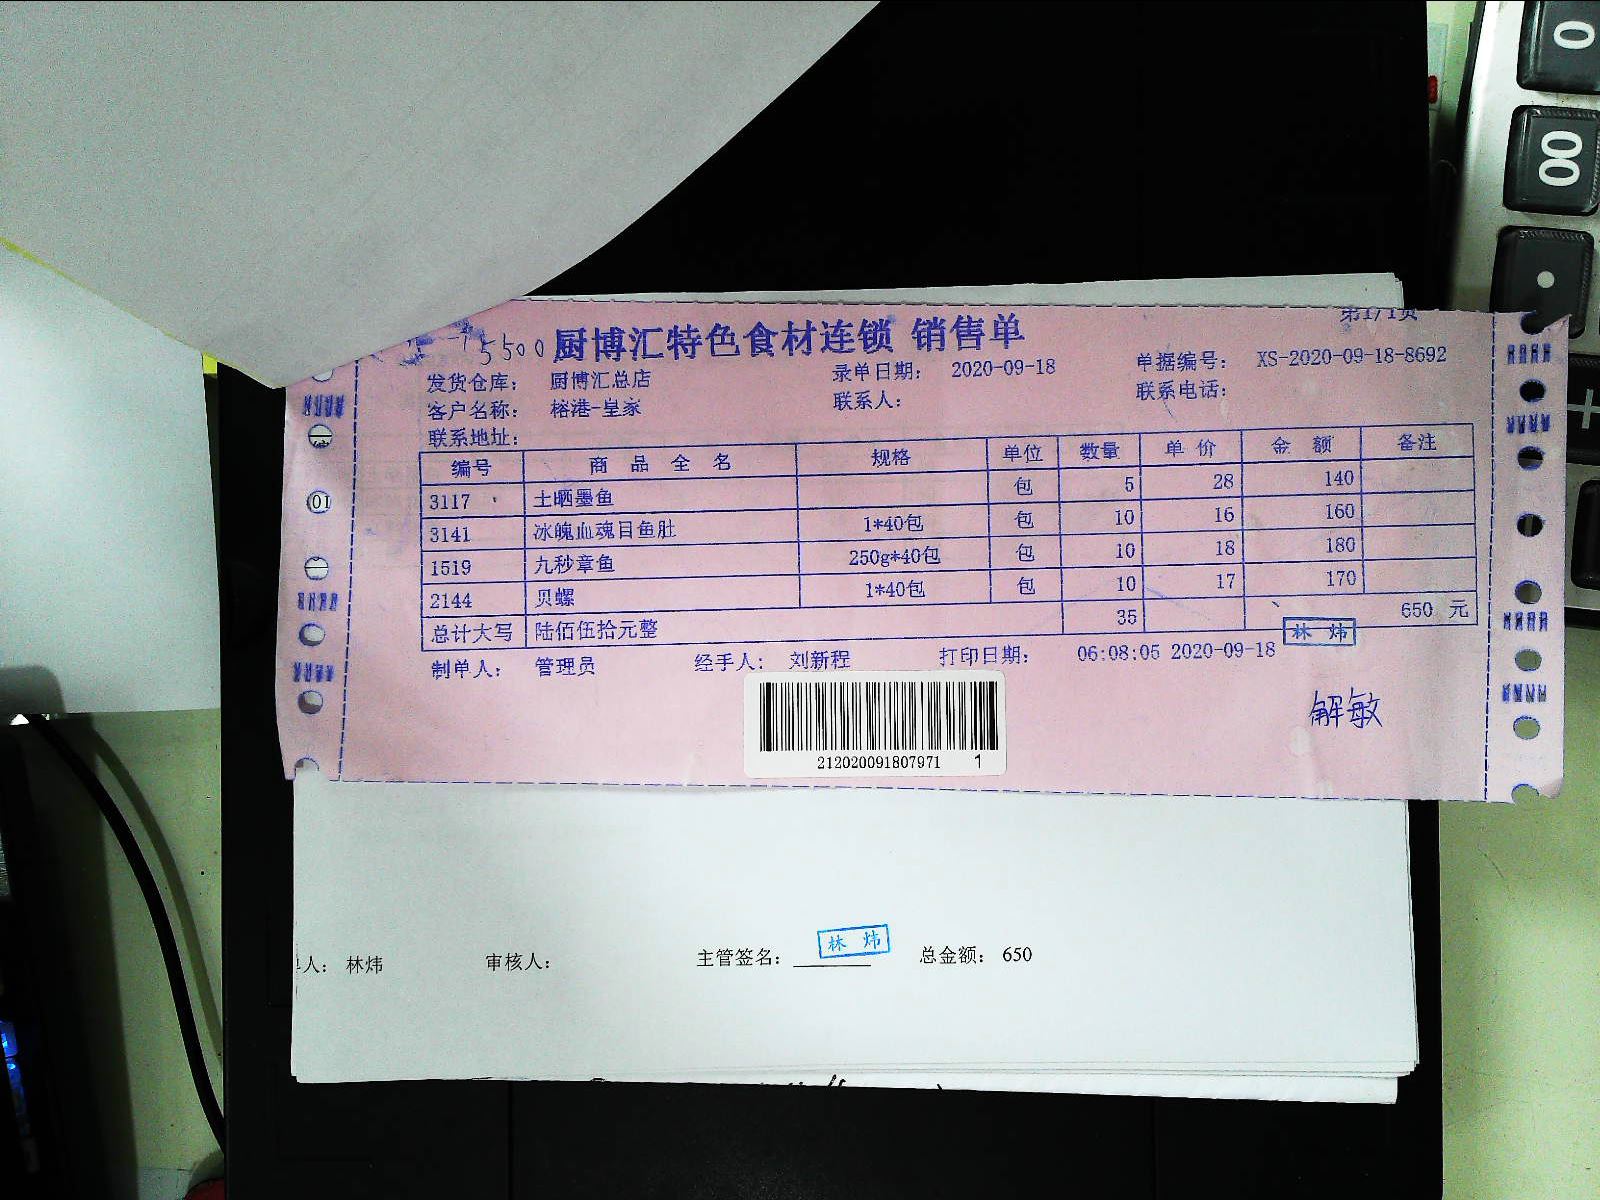 第1/1页
5500 厨博汇特色食材连锁 销售单
发货仓库： 厨博汇总店 录单日期： 2020-09-18 单据编号： XS-2020-09-18-8692
客户名称： 榕港-皇家 联系人： 联系电话：
联系地址：
编号 商品全名 规格 单位 数量 单价 金额 备注
3117 土晒墨鱼 包 5 28 140
3141 冰魄血魂目鱼肚 1*40包 包 10 16 160
1519 九秒章鱼 250g*40包 包 10 18 180
2144 贝螺 1*40包 包 10 17 170
总计大写 陆佰伍拾元整 35 650 元
林炜
制单人： 管理员 经手人： 刘新程 打印日期： 06:08:05 2020-09-18
解敏
212020091807971 1
人： 林炜 审核人： 主管签名： 林炜 总金额： 650
0
00
+